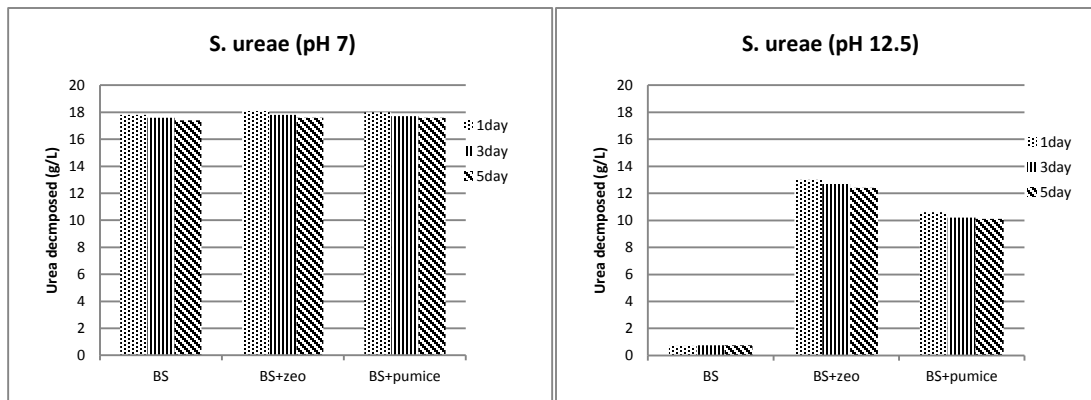 S. ureae (pH 7)
Urea decmposed (g/L)
20
18
16
14
12
10
8
6
4
2
0
BS
BS+zeo
BS+pumice
1day
3day
5day
S. ureae (pH 12.5)
Urea decmposed (g/L)
20
18
16
14
12
10
8
6
4
2
0
BS
BS+zeo
BS+pumice
1day
3day
5day